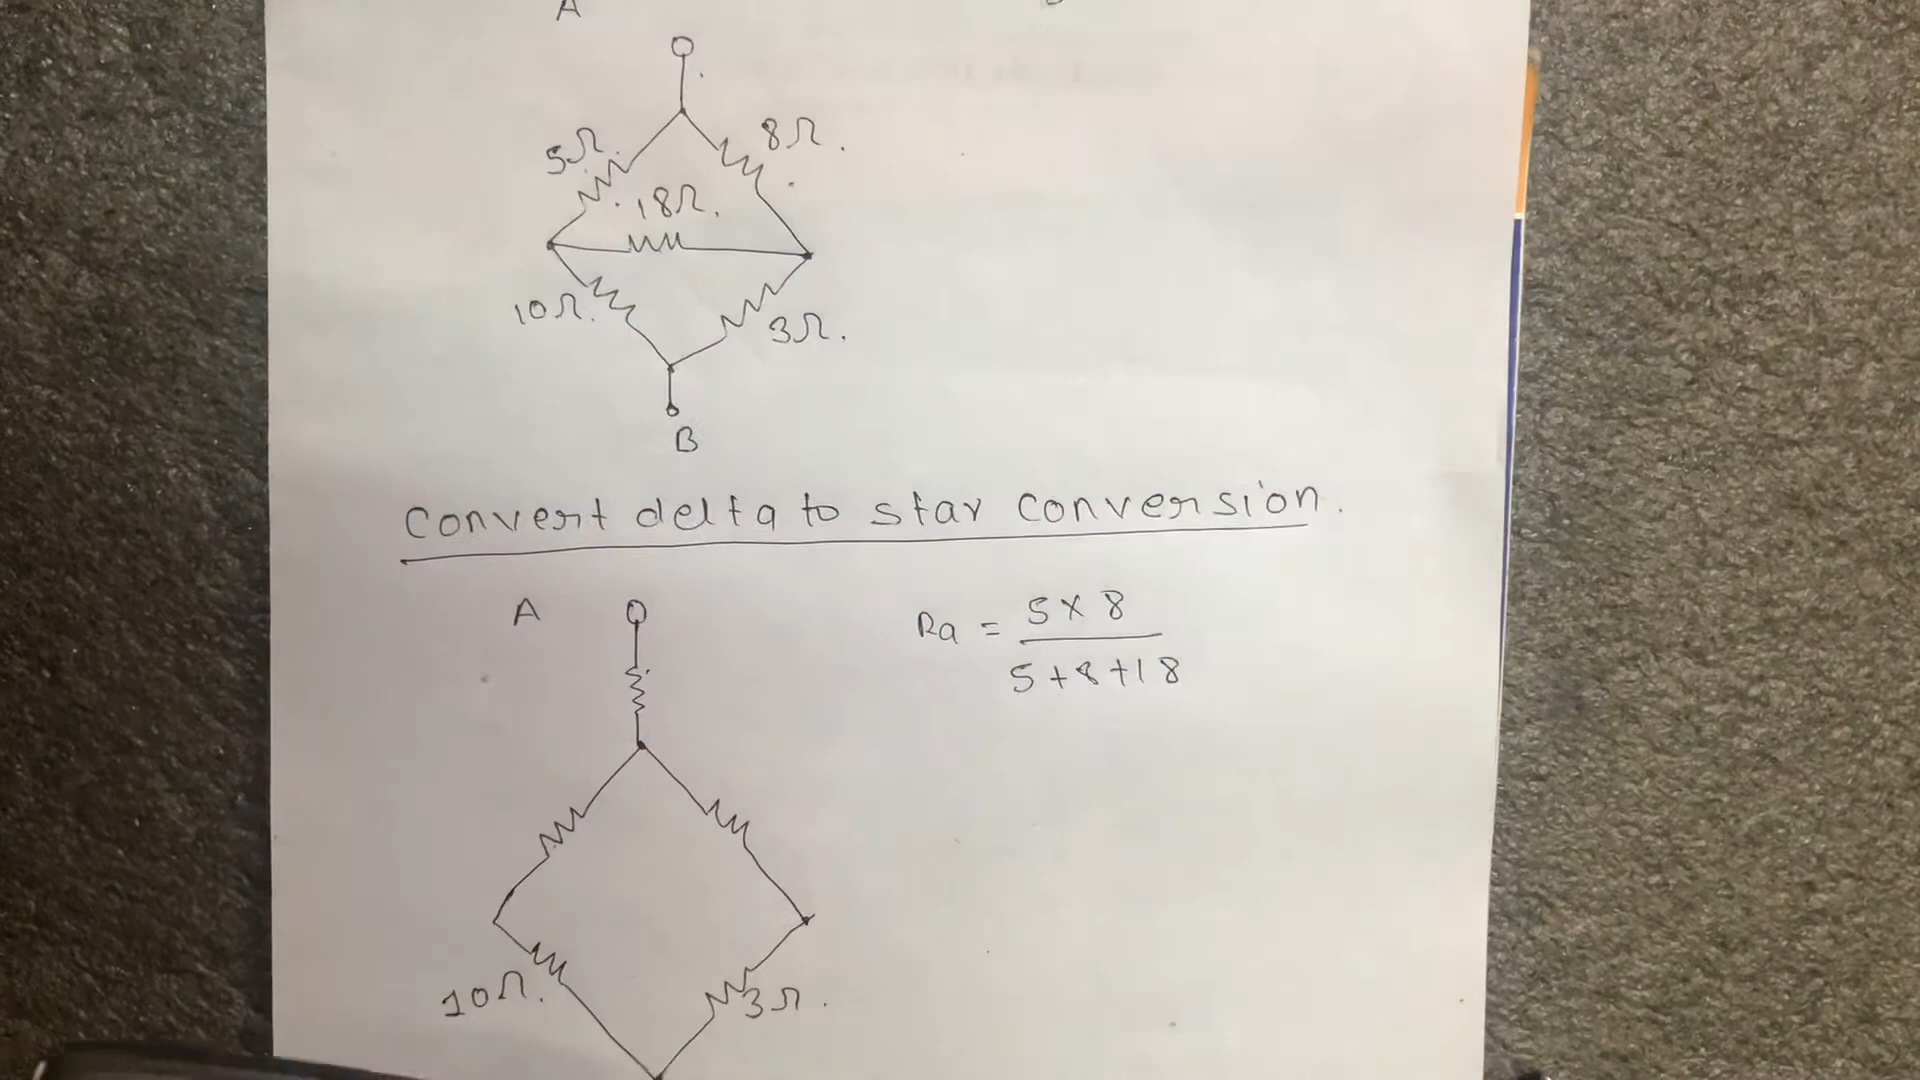 A
5Ω.
8Ω.
18Ω.
10Ω.
3Ω.
B
convert delta to star conversion.
A
Ra = 5 × 8
5+8+18
10Ω.
3Ω.